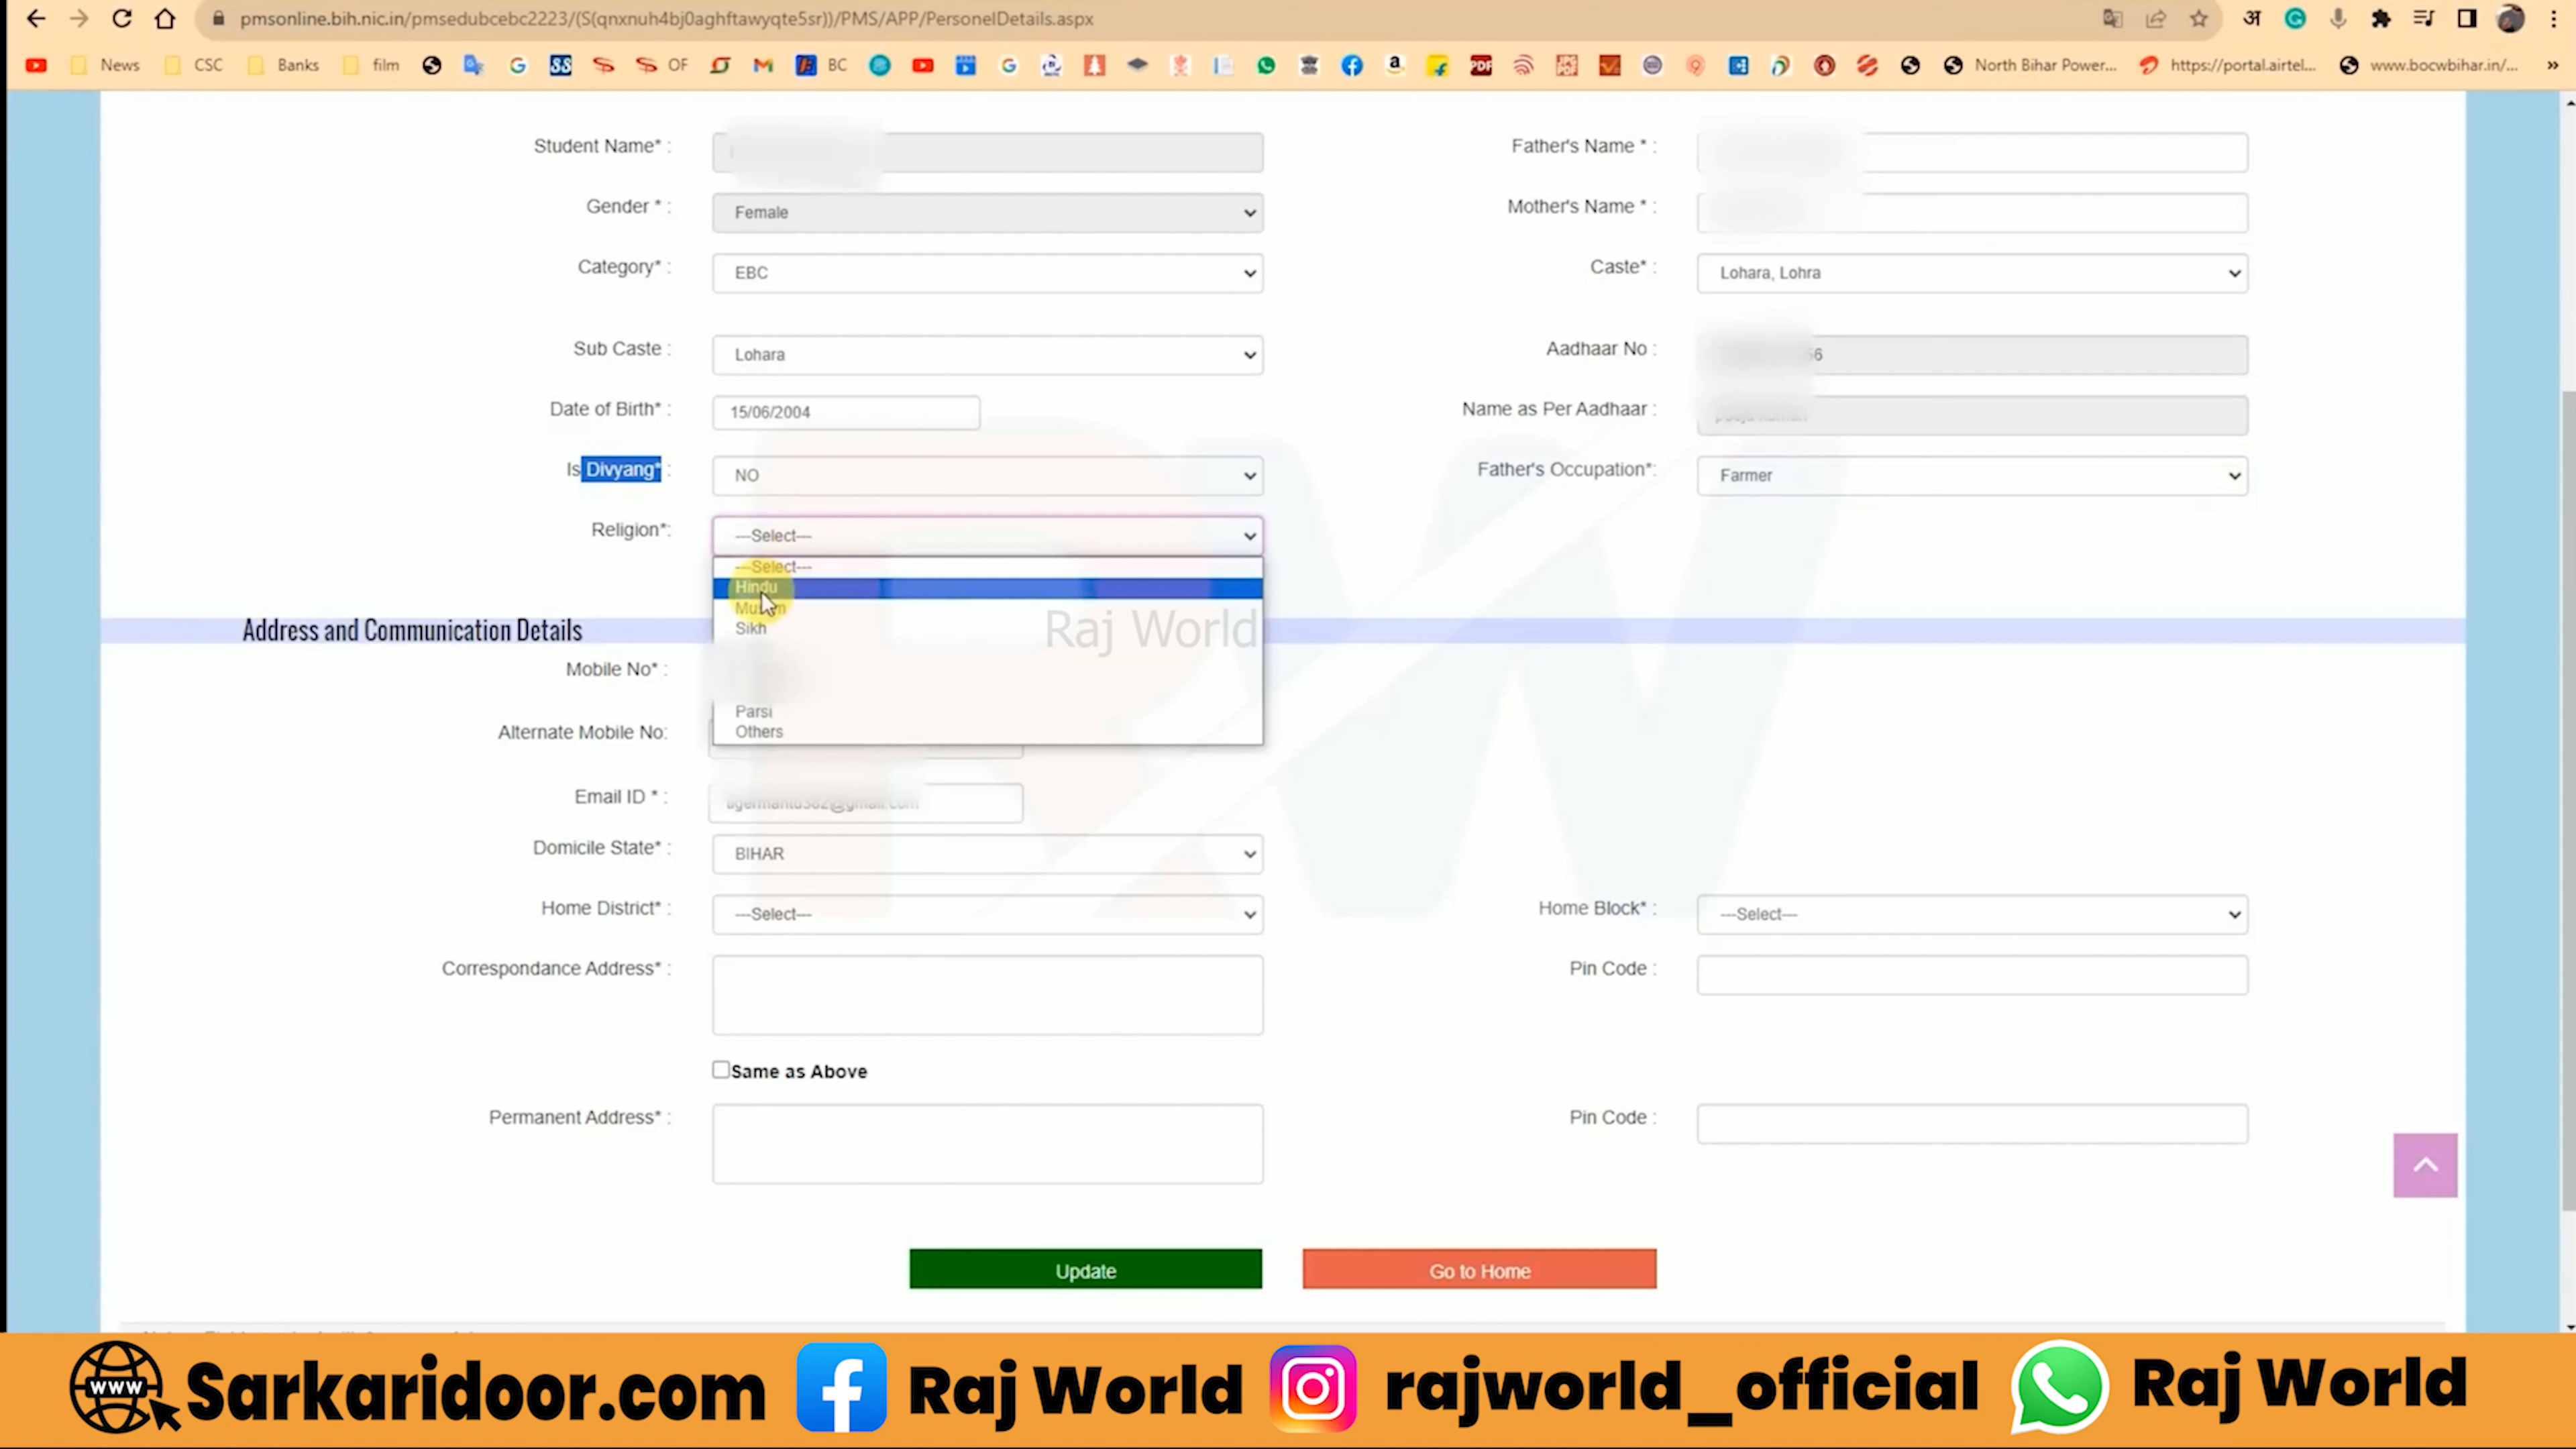 pmsonline.bih.nic.in/pmsedubcebc2223/(S(qnxnuh4bj0aghftawyqte5sr))/PMS/APP/PersonelDetails.aspx
News CSC Banks film OF BC North Bihar Power... https://portal.airtel... www.bocwbihar.in/... »
Student Name* : Father's Name * :
Gender * : Female Mother's Name * :
Category* : EBC Caste* : Lohara, Lohra
Sub Caste : Lohara Aadhaar No : 56
Date of Birth* : 15/06/2004 Name as Per Aadhaar :
Is Divyang* : NO Father's Occupation*: Farmer
Religion*: ---Select---
---Select---
Hindu
Muslim
Sikh
Parsi
Others
Raj World
Address and Communication Details
Mobile No* :
Alternate Mobile No:
Email ID * :
Domicile State* : BIHAR
Home District* : ---Select--- Home Block* : ---Select---
Correspondance Address* : Pin Code :
Same as Above
Permanent Address* : Pin Code :
Update Go to Home
www Sarkaridoor.com Raj World rajworld_official Raj World